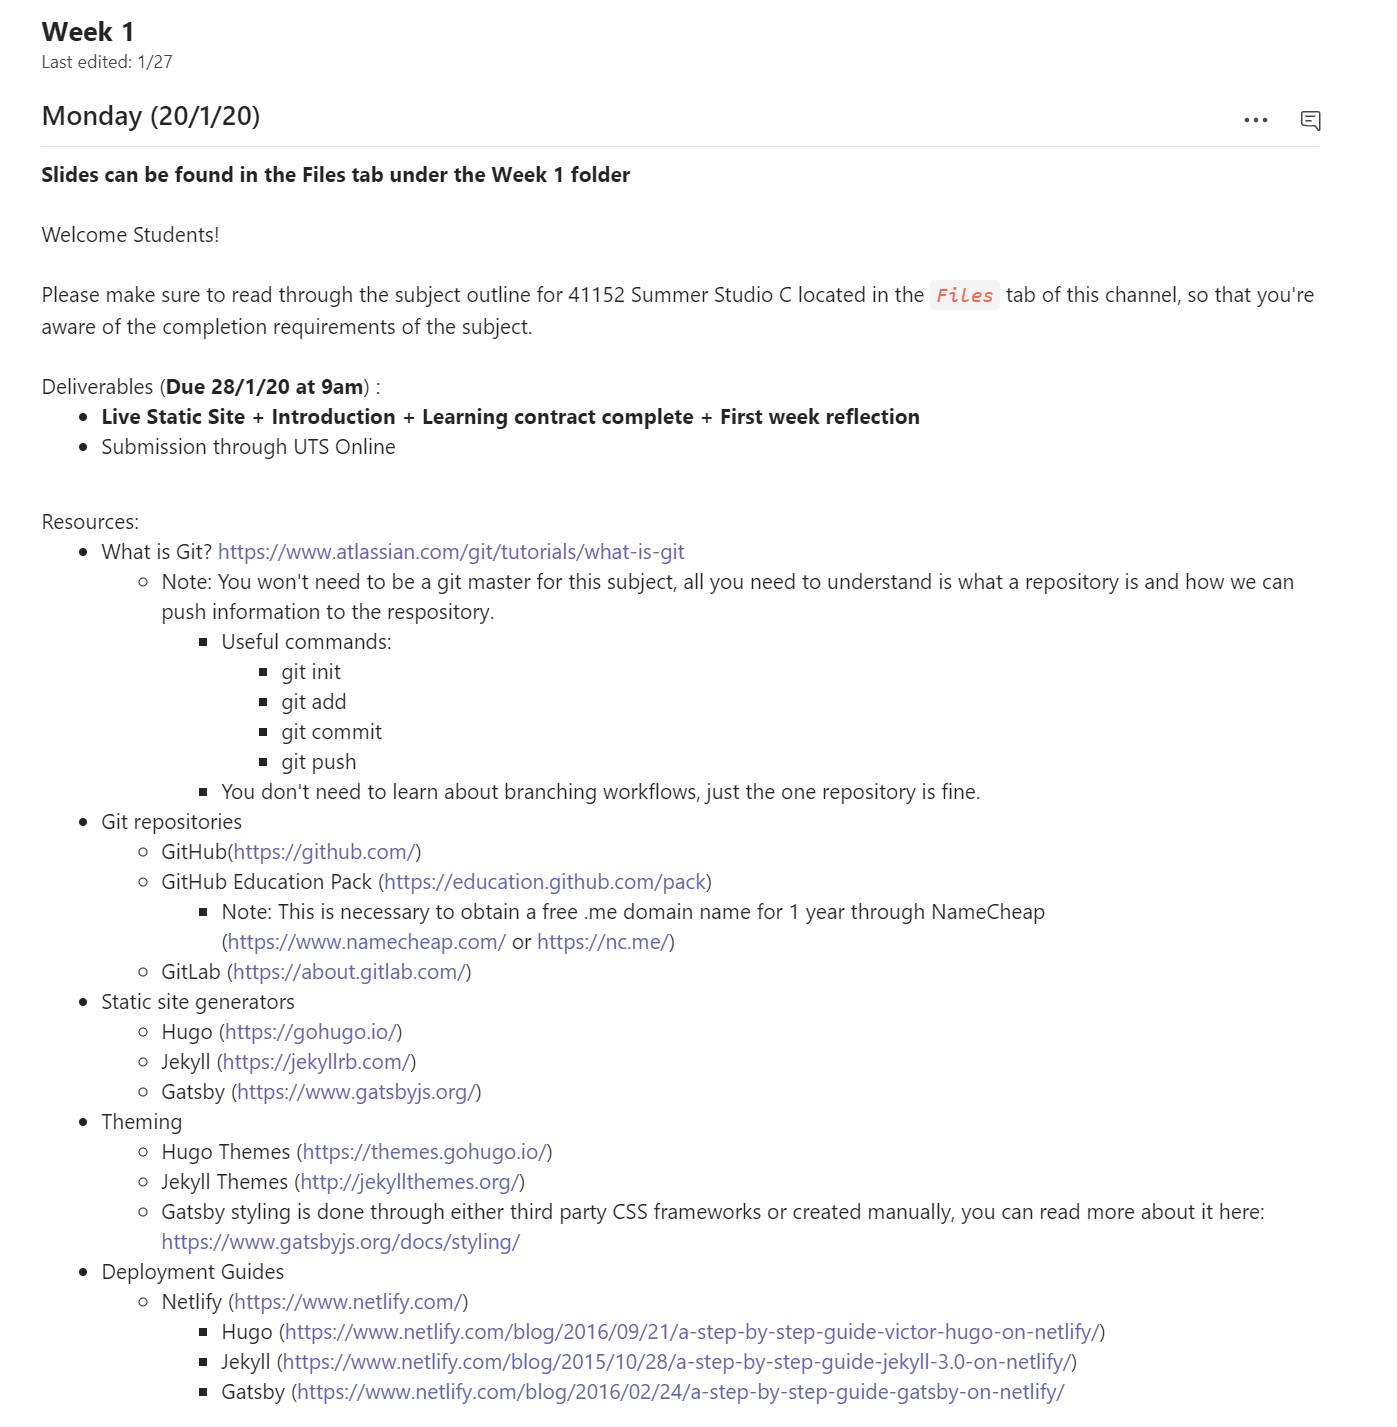 Week 1
Last edited: 1/27
Monday (20/1/20)
Slides can be found in the Files tab under the Week 1 folder
Welcome Students!
Please make sure to read through the subject outline for 41152 Summer Studio C located in the Files tab of this channel, so that you're
aware of the completion requirements of the subject.
Deliverables (Due 28/1/20 at 9am) :
• Live Static Site + Introduction + Learning contract complete + First week reflection
• Submission through UTS Online
Resources:
• What is Git? https://www.atlassian.com/git/tutorials/what-is-git
○ Note: You won't need to be a git master for this subject, all you need to understand is what a repository is and how we can
push information to the respository.
▪ Useful commands:
▪ git init
▪ git add
▪ git commit
▪ git push
▪ You don't need to learn about branching workflows, just the one repository is fine.
• Git repositories
○ GitHub(https://github.com/)
○ GitHub Education Pack (https://education.github.com/pack)
▪ Note: This is necessary to obtain a free .me domain name for 1 year through NameCheap
(https://www.namecheap.com/ or https://nc.me/)
○ GitLab (https://about.gitlab.com/)
• Static site generators
○ Hugo (https://gohugo.io/)
○ Jekyll (https://jekyllrb.com/)
○ Gatsby (https://www.gatsbyjs.org/)
• Theming
○ Hugo Themes (https://themes.gohugo.io/)
○ Jekyll Themes (http://jekyllthemes.org/)
○ Gatsby styling is done through either third party CSS frameworks or created manually, you can read more about it here:
https://www.gatsbyjs.org/docs/styling/
• Deployment Guides
○ Netlify (https://www.netlify.com/)
▪ Hugo (https://www.netlify.com/blog/2016/09/21/a-step-by-step-guide-victor-hugo-on-netlify/)
▪ Jekyll (https://www.netlify.com/blog/2015/10/28/a-step-by-step-guide-jekyll-3.0-on-netlify/)
▪ Gatsby (https://www.netlify.com/blog/2016/02/24/a-step-by-step-guide-gatsby-on-netlify/